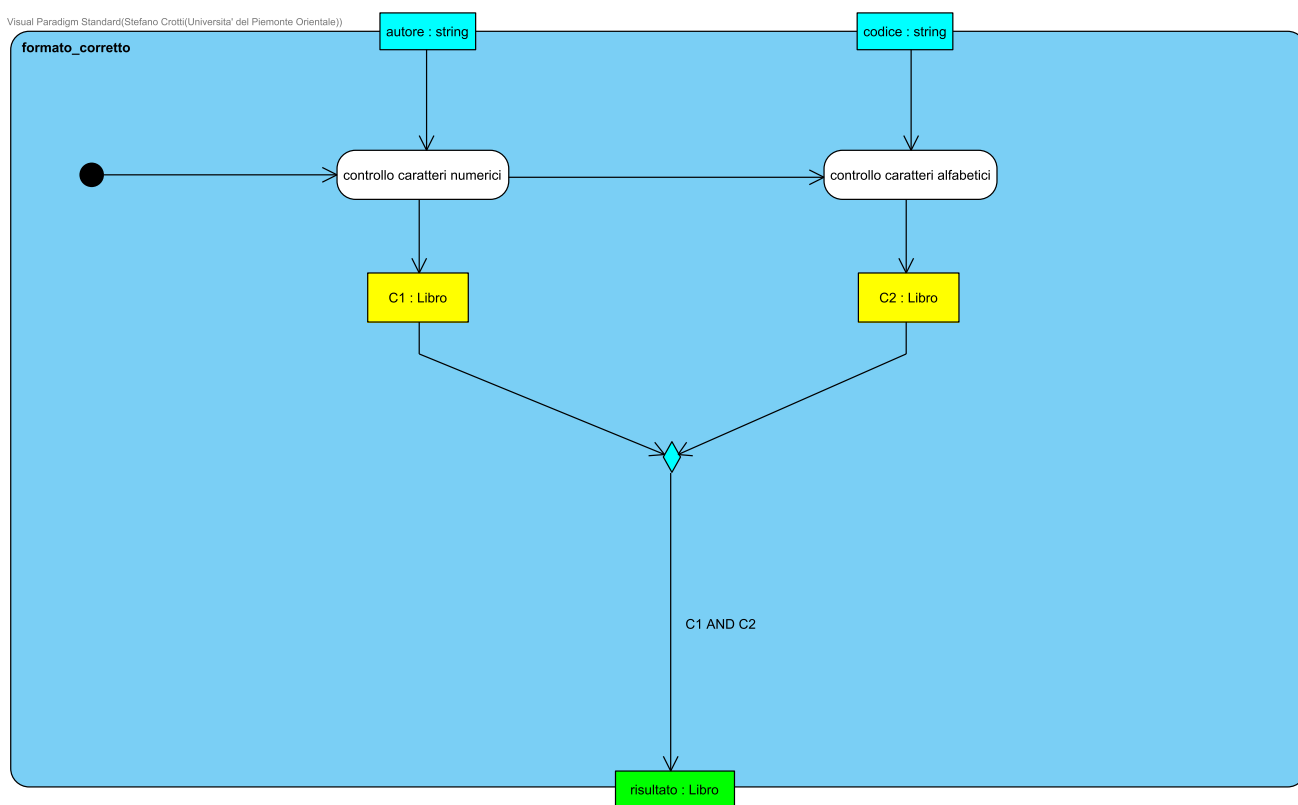 Visual Paradigm Standard(Stefano Crotti(Universita' del Piemonte Orientale))
autore : string
codice : string
formato_corretto
controllo caratteri numerici
controllo caratteri alfabetici
C1 : Libro
C2 : Libro
C1 AND C2
risultato : Libro